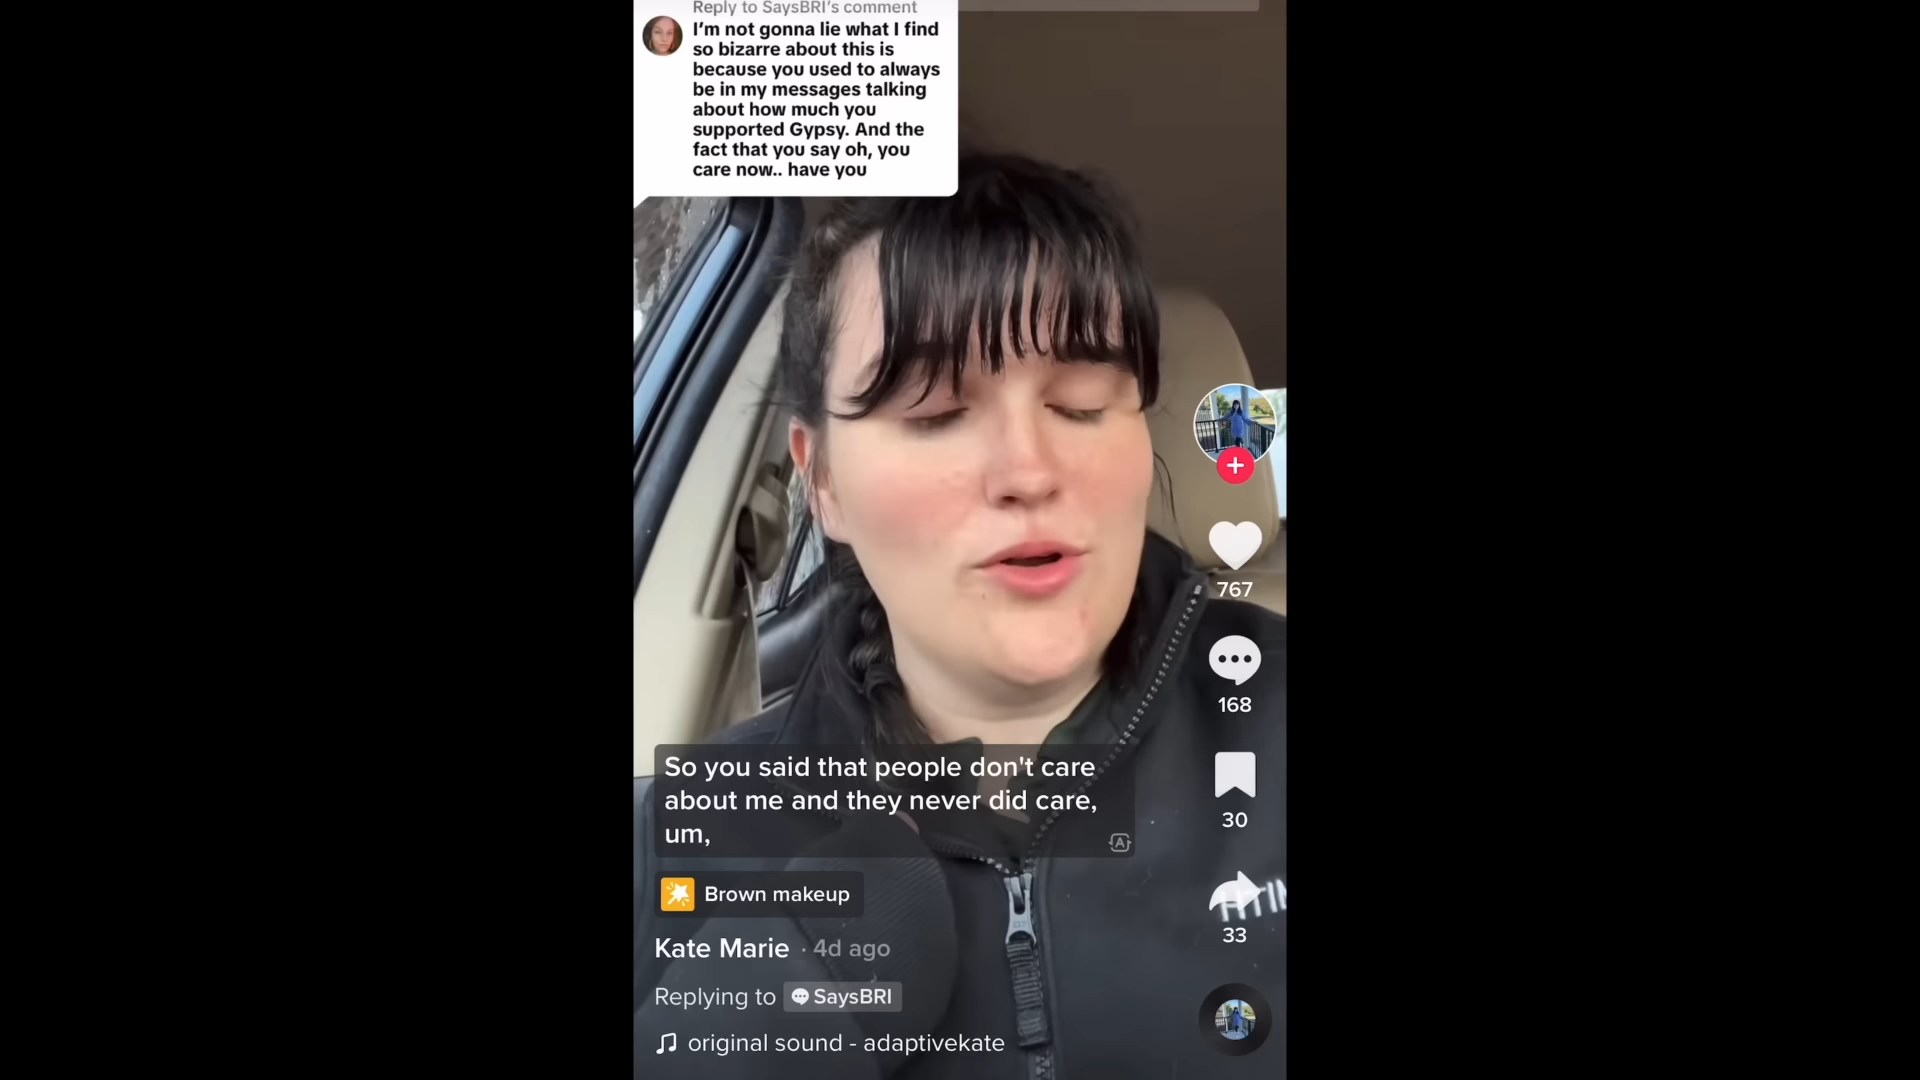 Reply to SaysBRI's comment
I'm not gonna lie what I find
so bizarre about this is
because you used to always
be in my messages talking
about how much you
supported Gypsy. And the
fact that you say oh, you
care now.. have you
767
168
So you said that people don't care
about me and they never did care,
um,
30
Brown makeup
33
Kate Marie · 4d ago
Replying to SaysBRI
original sound - adaptivekate